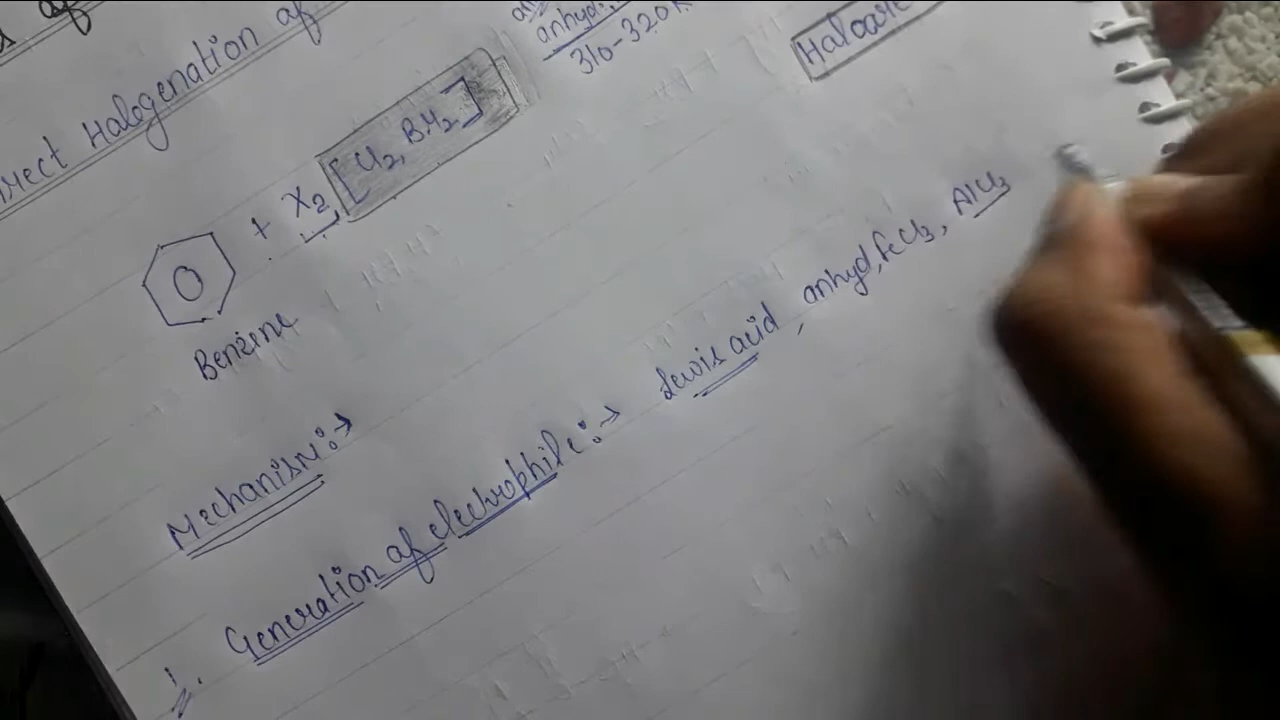 Halogenation of
anhyd.
310-320K
+ X2 [Cl2, Br2]
Benzene
Mechanism:→
1. Generation of electrophile:→ Lewis acid, anhyd, FeCl3, AlCl3